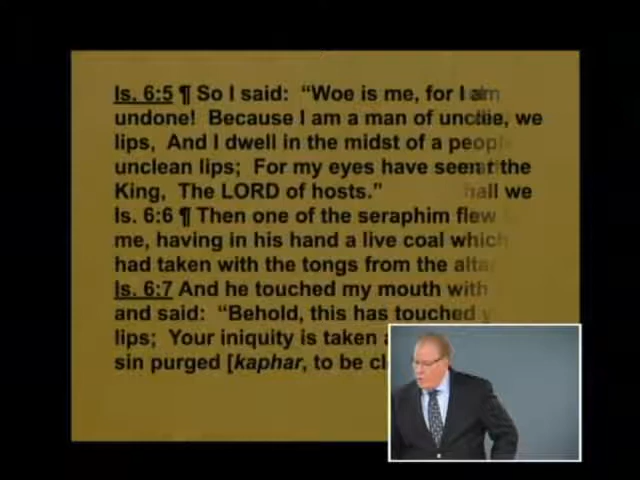 Is. 6:5 ¶ So I said: “Woe is me, for I am
undone! Because I am a man of we
lips, And I dwell in the midst of a
unclean lips; For my eyes have the
King, The LORD of hosts.” we
Is. 6:6 ¶ Then one of the seraphim flew
me, having in his hand a live coal which
had taken with the tongs from the
Is. 6:7 And he touched my mouth with
and said: “Behold, this has touched
lips; Your iniquity is taken
sin purged [kaphar, to be